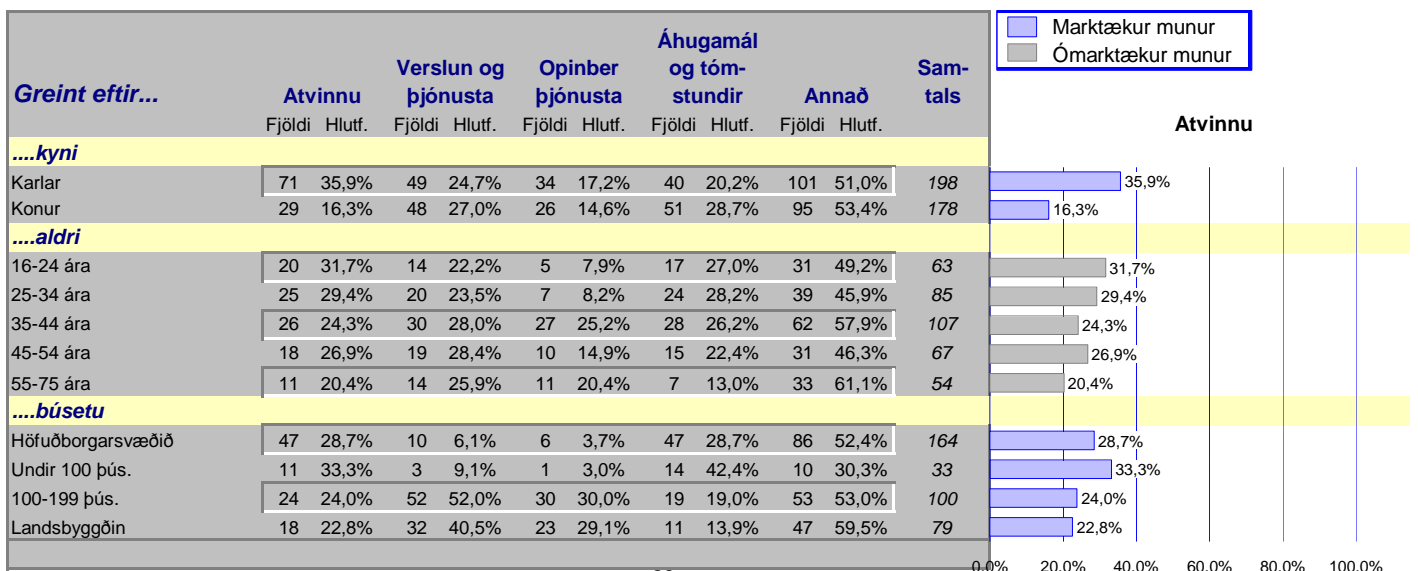 Marktækur munur
Ómarktækur munur
Greint eftir... Atvinnu Verslun og þjónusta Opinber þjónusta Áhugamál og tóm-stundir Annað Sam-tals
Fjöldi Hlutf. Fjöldi Hlutf. Fjöldi Hlutf. Fjöldi Hlutf. Fjöldi Hlutf.
Atvinnu
....kyni
Karlar 71 35,9% 49 24,7% 34 17,2% 40 20,2% 101 51,0% 198 35,9%
Konur 29 16,3% 48 27,0% 26 14,6% 51 28,7% 95 53,4% 178 16,3%
....aldri
16-24 ára 20 31,7% 14 22,2% 5 7,9% 17 27,0% 31 49,2% 63 31,7%
25-34 ára 25 29,4% 20 23,5% 7 8,2% 24 28,2% 39 45,9% 85 29,4%
35-44 ára 26 24,3% 30 28,0% 27 25,2% 28 26,2% 62 57,9% 107 24,3%
45-54 ára 18 26,9% 19 28,4% 10 14,9% 15 22,4% 31 46,3% 67 26,9%
55-75 ára 11 20,4% 14 25,9% 11 20,4% 7 13,0% 33 61,1% 54 20,4%
....búsetu
Höfuðborgarsvæðið 47 28,7% 10 6,1% 6 3,7% 47 28,7% 86 52,4% 164 28,7%
Undir 100 þús. 11 33,3% 3 9,1% 1 3,0% 14 42,4% 10 30,3% 33 33,3%
100-199 þús. 24 24,0% 52 52,0% 30 30,0% 19 19,0% 53 53,0% 100 24,0%
Landsbyggðin 18 22,8% 32 40,5% 23 29,1% 11 13,9% 47 59,5% 79 22,8%
0,0% 20,0% 40,0% 60,0% 80,0% 100,0%